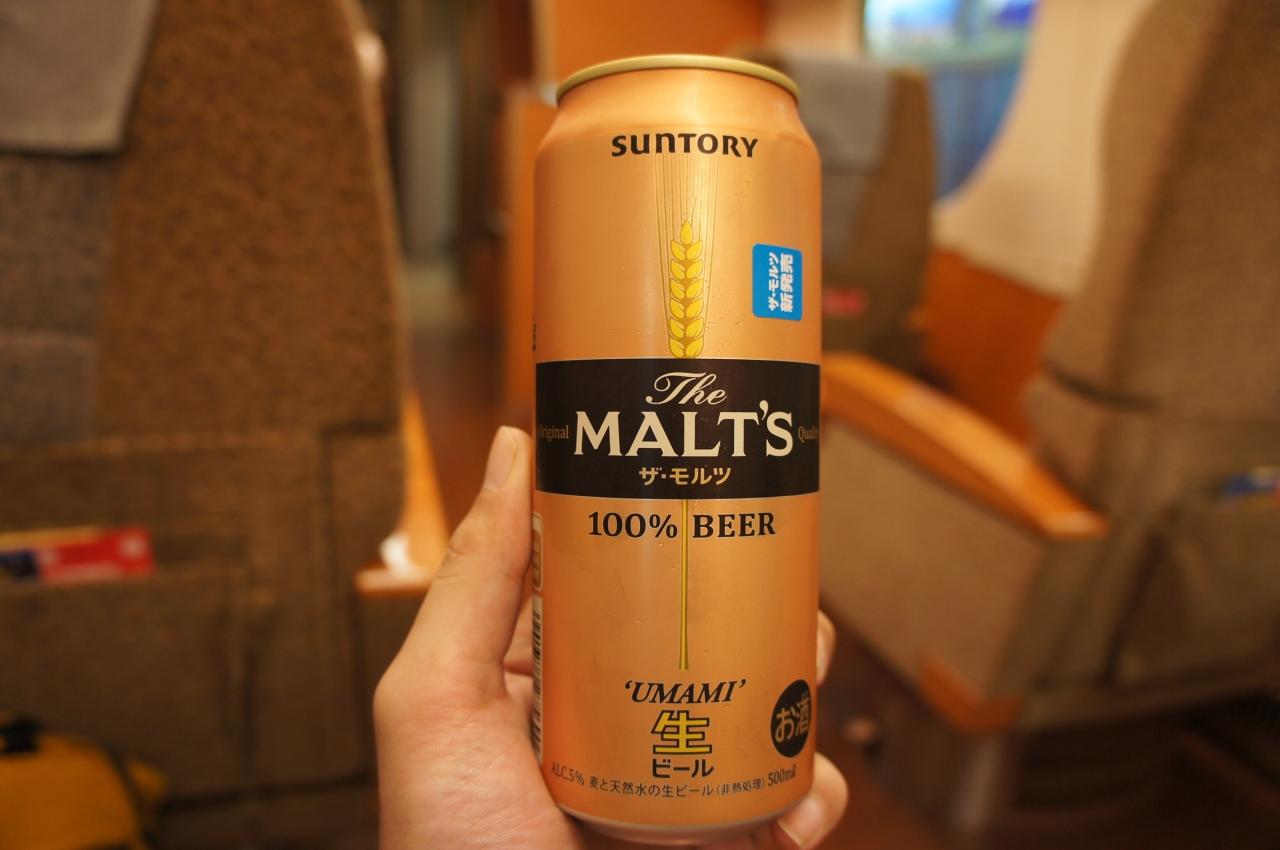 SUNTORY
ザ・モルツ
新発売
The
Original MALT'S Quality
ザ・モルツ
100% BEER
'UMAMI'
生
ビール
お酒
ALC.5% 麦と天然水の生ビール(非熱処理) 500ml